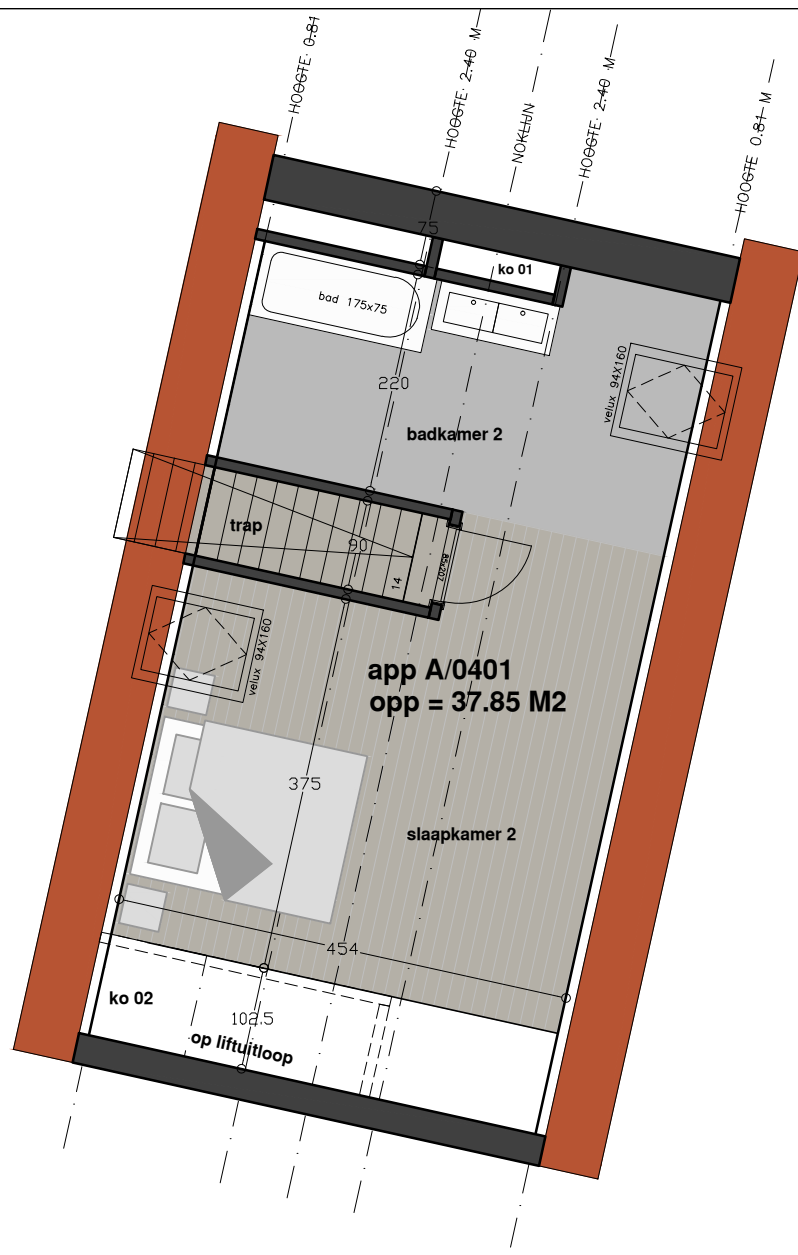 HOOGTE: 0.81
HOOGTE: 2.40 M
NOKLIJN
HOOGTE: 2.40 M
HOOGTE 0.81 M
75
ko 01
bad 175x75
velux 94X160
220
badkamer 2
trap
90
85x207
14
velux 94X160
app A/0401
opp = 37.85 M2
375
slaapkamer 2
454
ko 02
102.5
op liftuitloop